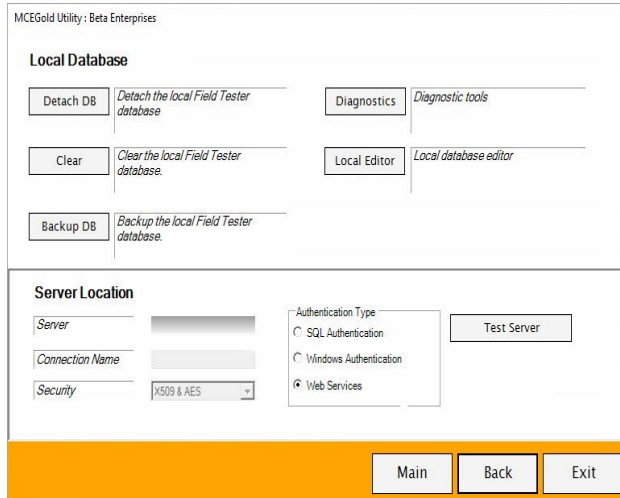 MCEGold Utility : Beta Enterprises
Local Database
Detach DB
Detach the local Field Tester
database
Diagnostics
Diagnostic tools
Clear
Clear the local Field Tester
database.
Local Editor
Local database editor
Backup DB
Backup the local Field Tester
database.
Server Location
Server
Connection Name
Security
X509 & AES
Authentication Type
SQL Authentication
Windows Authentication
Web Services
Test Server
Main
Back
Exit